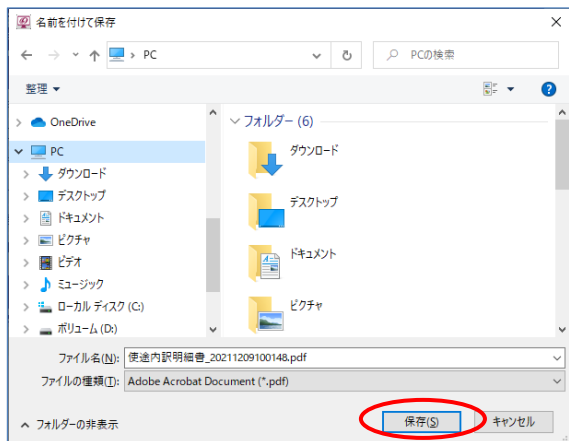 名前を付けて保存
PC
PCの検索
整理
OneDrive
PC
ダウンロード
デスクトップ
ドキュメント
ピクチャ
ビデオ
ミュージック
ローカル ディスク (C:)
ボリューム (D:)
フォルダー (6)
ダウンロード
デスクトップ
ドキュメント
ピクチャ
ファイル名(N): 使途内訳明細書_20211209100148.pdf
ファイルの種類(T): Adobe Acrobat Document (*.pdf)
フォルダーの非表示
保存(S)
キャンセル